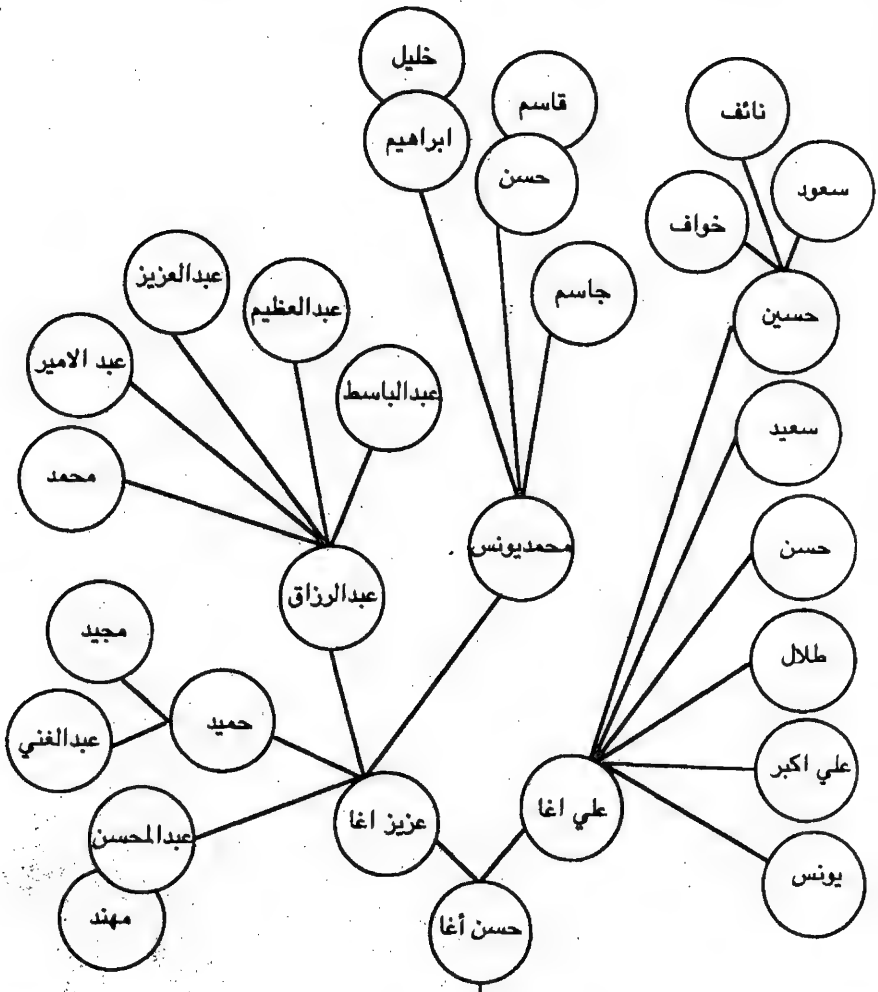 خليل
قاسم
نائف
ابراهيم
حسن
سعود
خواف
عبدالعزيز
عبدالعظيم
جاسم
حسين
عبد الامير
عبدالباسط
سعيد
محمد
محمديونس
حسن
عبدالرزاق
مجيد
طلال
حميد
عبدالغني
علي اكبر
علي اغا
عزيز اغا
عبدالمحسن
يونس
مهند
حسن أغا